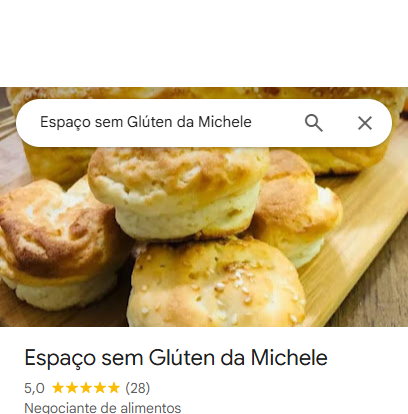 Espaço sem Glúten da Michele
Espaço sem Glúten da Michele
5,0 (28)
Negociante de alimentos